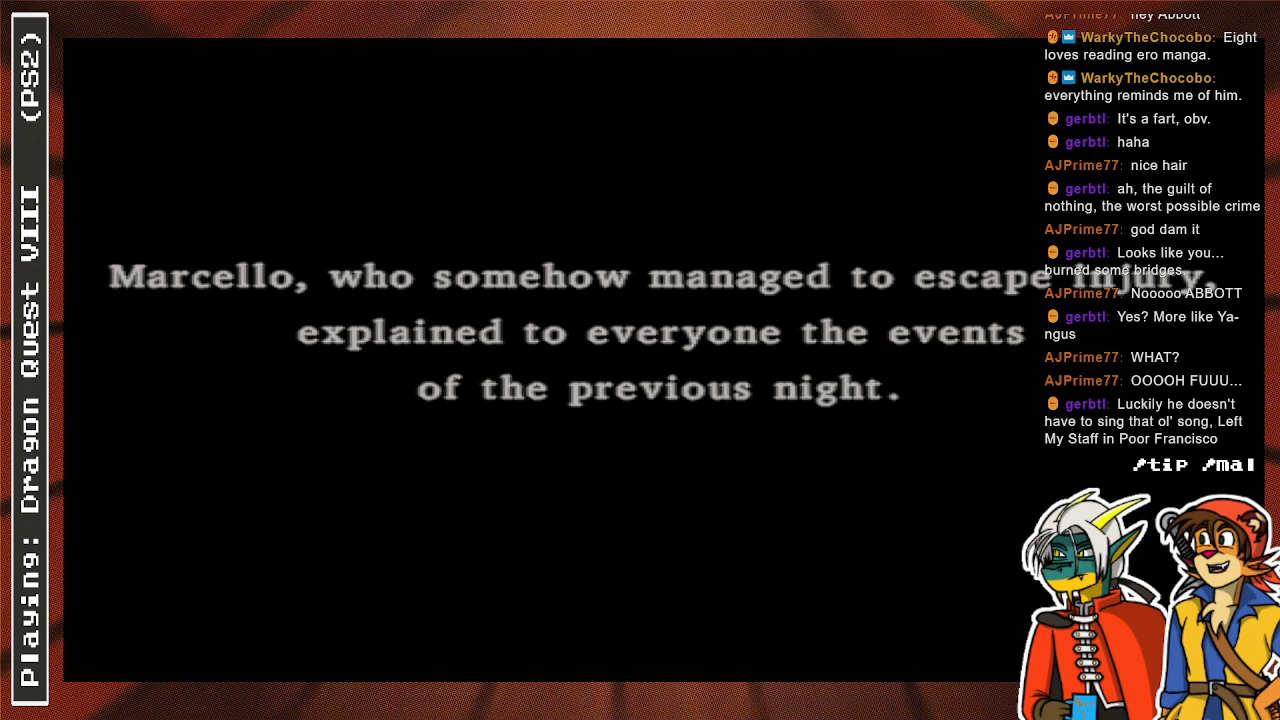 Playing: Dragon Quest VIII (PS2)
AJPrime77: hey Abbott
WarkyTheChocobo: Eight
loves reading ero manga.
WarkyTheChocobo:
everything reminds me of him.
gerbtl: It's a fart, obv.
gerbtl: haha
AJPrime77: nice hair
gerbtl: ah, the guilt of
nothing, the worst possible crime
AJPrime77: god dam it
gerbtl: Looks like you...
burned some bridges
AJPrime77: Nooooo ABBOTT
gerbtl: Yes? More like Ya-
ngus
AJPrime77: WHAT?
AJPrime77: OOOOH FUUU...
gerbtl: Luckily he doesn't
have to sing that ol' song, Left
My Staff in Poor Francisco
/tip /mal
Marcello, who somehow managed to escape injury,
explained to everyone the events
of the previous night.